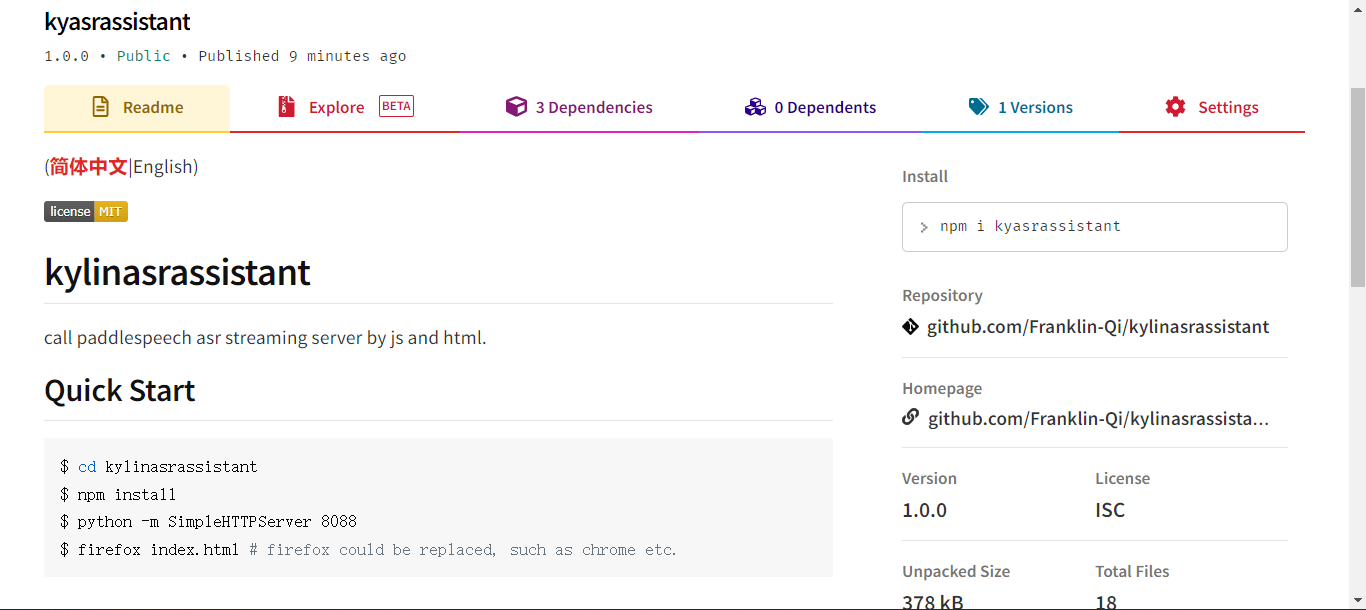 kyasrassistant
1.0.0 • Public • Published 9 minutes ago
Readme
Explore BETA
3 Dependencies
0 Dependents
1 Versions
Settings
(简体中文|English)
license MIT
kylinasrassistant
call paddlespeech asr streaming server by js and html.
Quick Start
$ cd kylinasrassistant
$ npm install
$ python -m SimpleHTTPServer 8088
$ firefox index.html # firefox could be replaced, such as chrome etc.
Install
> npm i kyasrassistant
Repository
github.com/Franklin-Qi/kylinasrassistant
Homepage
github.com/Franklin-Qi/kylinasrassista...
Version
1.0.0
License
ISC
Unpacked Size
378 kB
Total Files
18